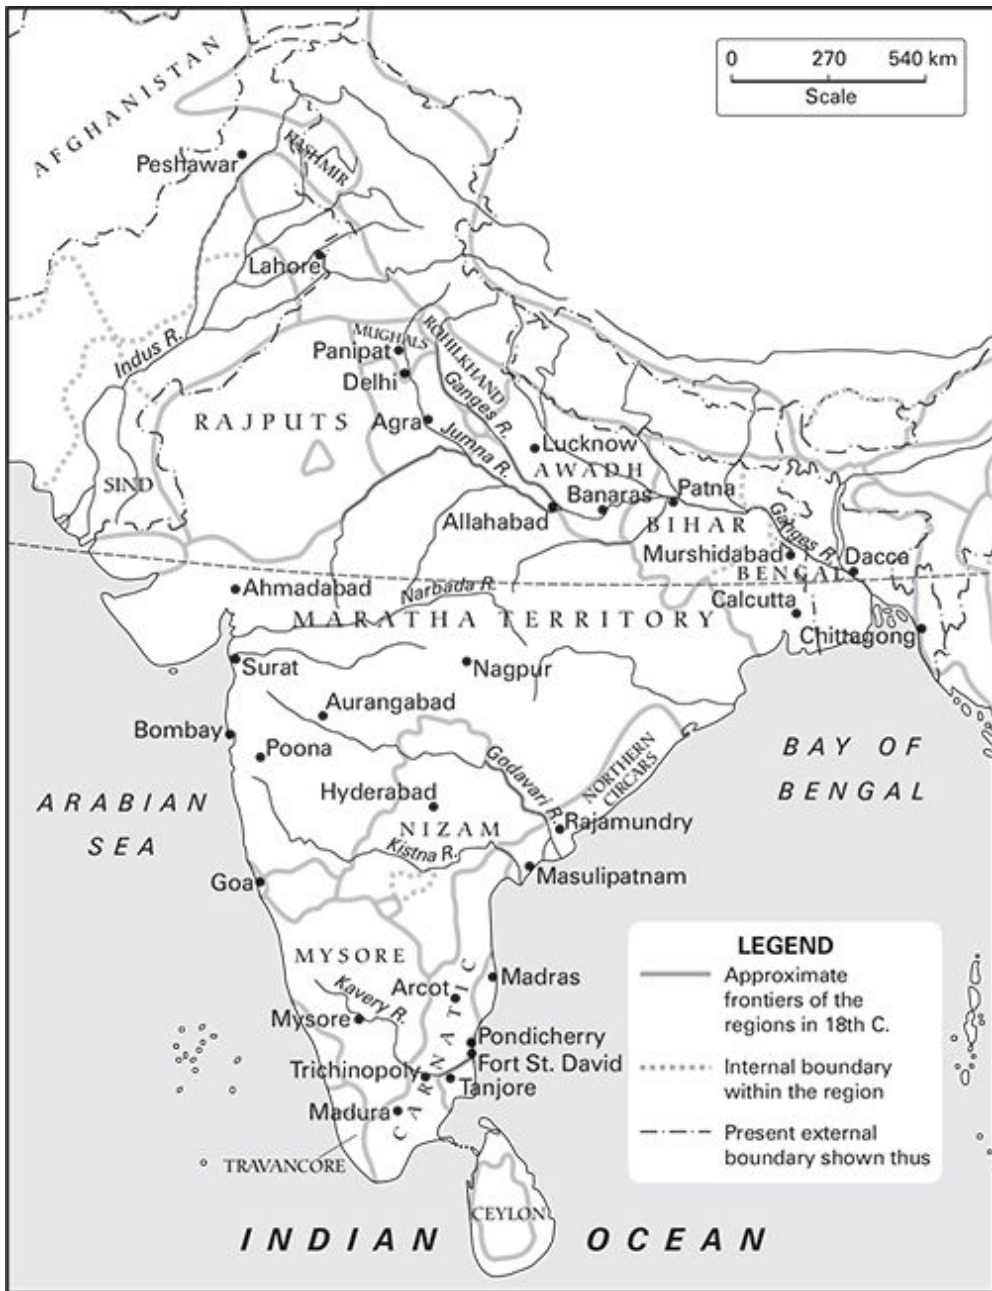 0 270 540 km
Scale
AFGHANISTAN
KASHMIR
Peshawar
Lahore
Indus R.
MUGHALS
ROHILKHAND
Panipat
Delhi
Ganges R.
RAJPUTS
Agra
Jumna R.
Lucknow
AWADH
SIND
Banaras
Patna
Allahabad
BIHAR
Ganges R.
Murshidabad
Dacca
BENGAL
Ahmadabad
Narbada R.
Calcutta
MARATHA TERRITORY
Chittagong
Surat
Nagpur
Aurangabad
Bombay
Poona
BAY OF
BENGAL
Godavari R.
NORTHERN
CIRCARS
ARABIAN
SEA
Hyderabad
Rajamundry
NIZAM
Kistna R.
Masulipatnam
Goa
LEGEND
Approximate
frontiers of the
regions in 18th C.
Internal boundary
within the region
Present external
boundary shown thus
MYSORE
Madras
Arcot
Kavery R.
CARNATIC
Mysore
Pondicherry
Fort St. David
Trichinopoly
Tanjore
Madura
TRAVANCORE
CEYLON
INDIAN OCEAN